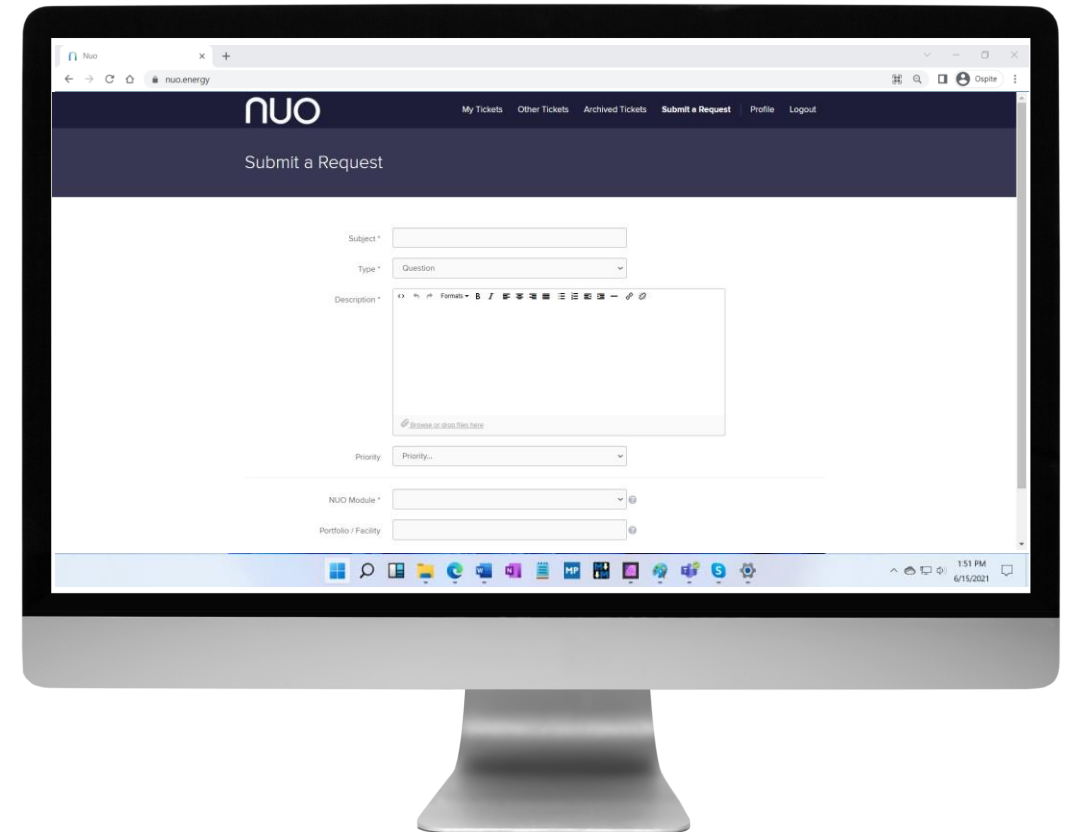 Nuo
nuo.energy
Ospite
nuo
My Tickets Other Tickets Archived Tickets Submit a Request Profile Logout
Submit a Request
Subject *
Type * Question
Description * Formats B I
Browse or drop files here
Priority Priority...
NUO Module *
Portfolio / Facility
W N MP S
1:51 PM
6/15/2021